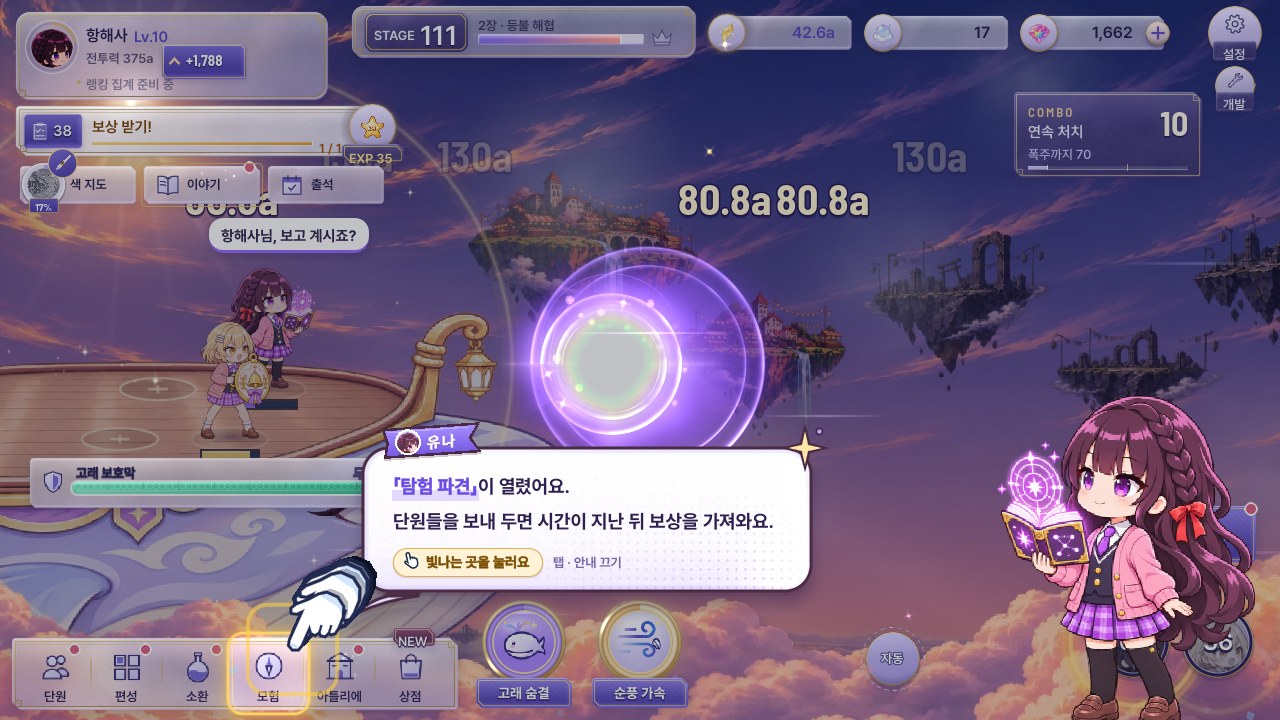 항해사 Lv.10
전투력 375a
+1,788
랭킹 집계 준비 중
STAGE 111
2장 · 등불 해협
42.6a
17
1,662
설정
개발
38
보상 받기!
1/1
EXP 35
색 지도
17%
이야기
출석
COMBO
연속 처치
10
폭주까지 70
130a
130a
80.8a
80.8a
항해사님, 보고 계시죠?
고래 보호막
유나
「탐험 파견」이 열렸어요.
단원들을 보내 두면 시간이 지난 뒤 보상을 가져와요.
빛나는 곳을 눌러요
탭 · 안내 끄기
단원
편성
소환
모험
아틀리에
NEW
상점
고래 숨결
순풍 가속
자동